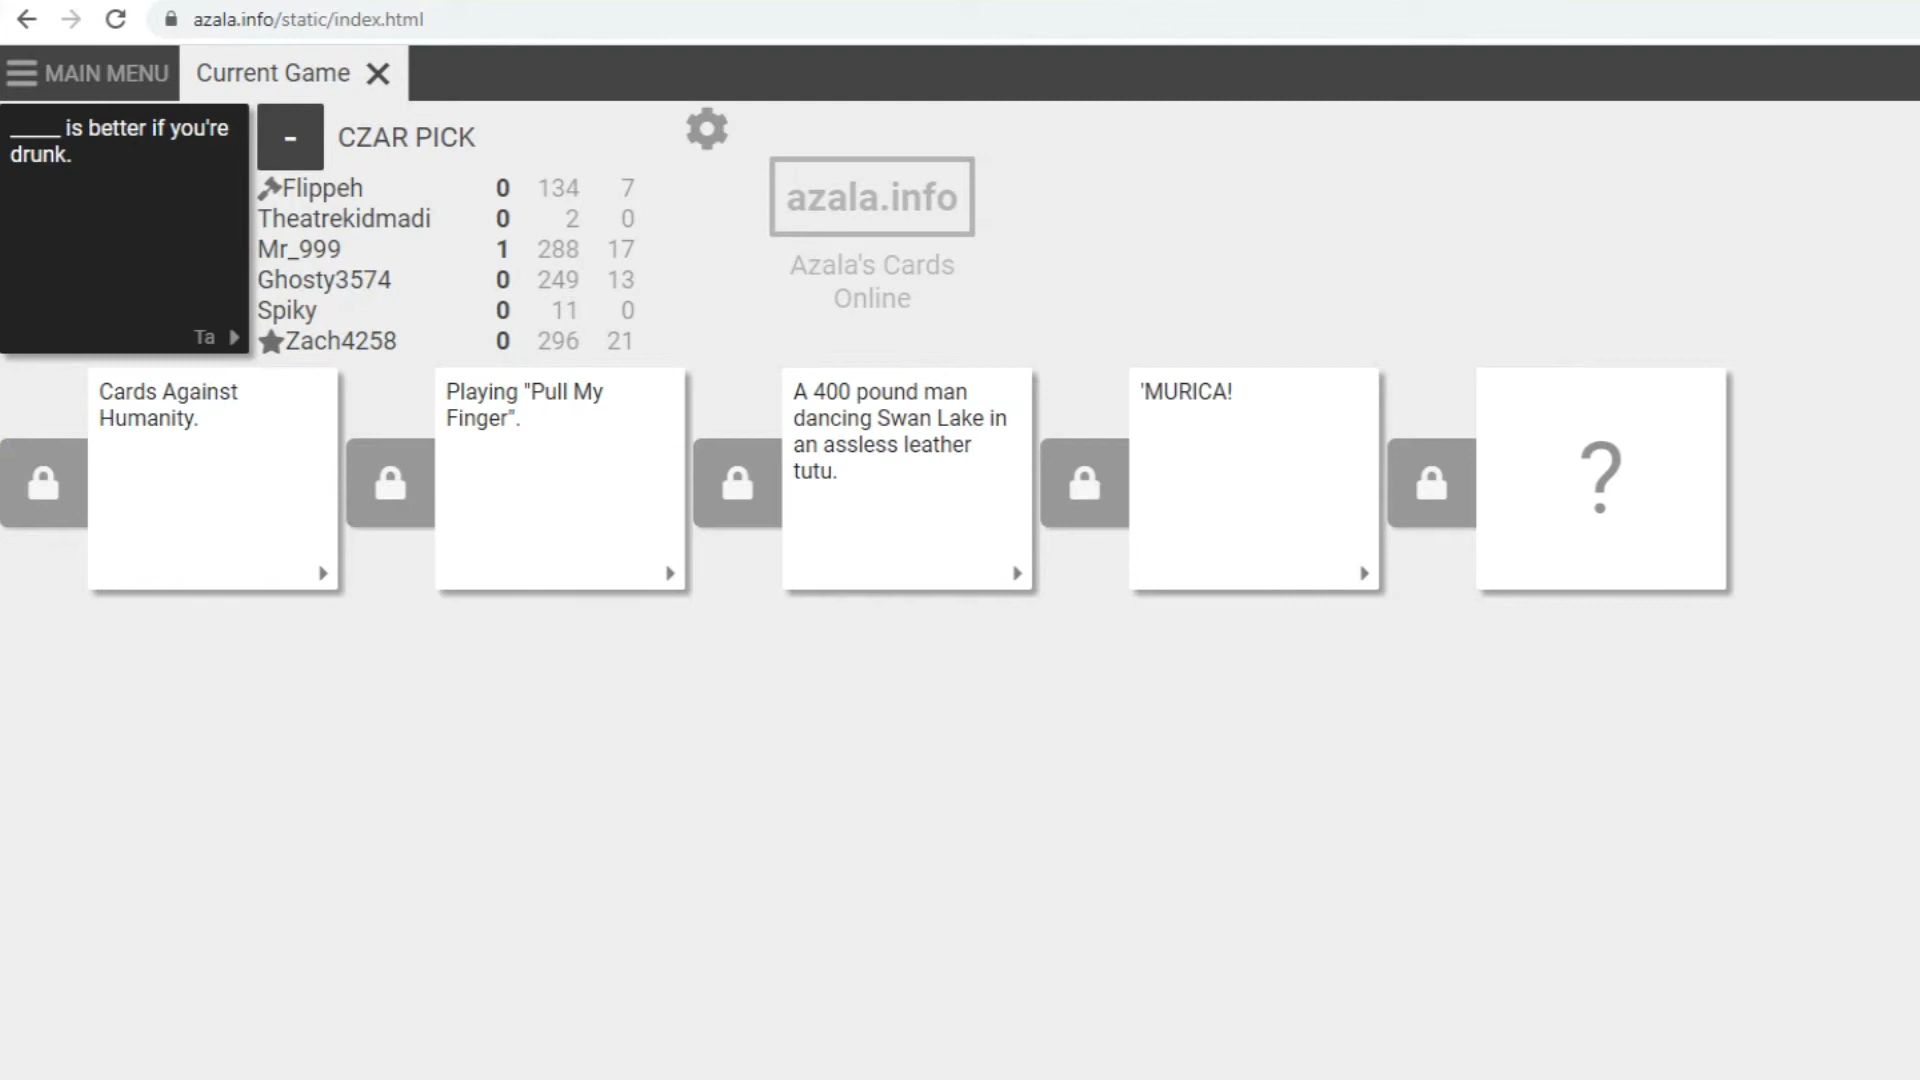 azala.info/static/index.html
MAIN MENU
Current Game
_____ is better if you're
drunk.
Ta
-
CZAR PICK
Flippeh 0 134 7
Theatrekidmadi 0 2 0
Mr_999 1 288 17
Ghosty3574 0 249 13
Spiky 0 11 0
Zach4258 0 296 21
azala.info
Azala's Cards
Online
Cards Against
Humanity.
Playing "Pull My
Finger".
A 400 pound man
dancing Swan Lake in
an assless leather
tutu.
'MURICA!
?